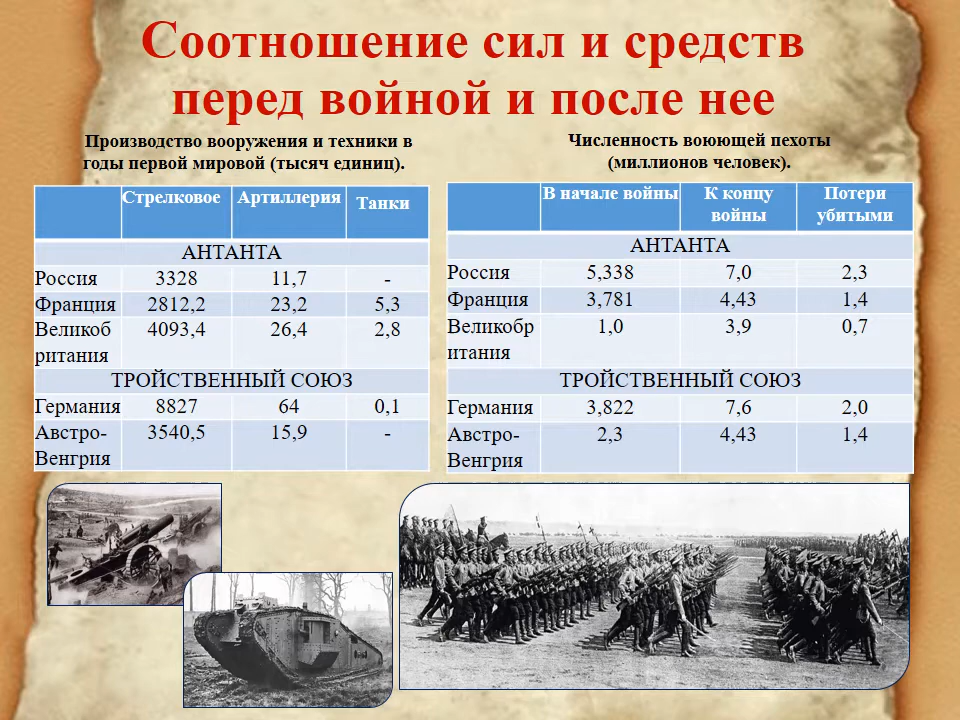 Соотношение сил и средств
перед войной и после нее
Производство вооружения и техники в
годы первой мировой (тысяч единиц).
Стрелковое Артиллерия Танки
АНТАНТА
Россия 3328 11,7 -
Франция 2812,2 23,2 5,3
Великоб 4093,4 26,4 2,8
ритания
ТРОЙСТВЕННЫЙ СОЮЗ
Германия 8827 64 0,1
Австро- 3540,5 15,9 -
Венгрия
Численность воюющей пехоты
(миллионов человек).
В начале войны К концу Потери
войны убитыми
АНТАНТА
Россия 5,338 7,0 2,3
Франция 3,781 4,43 1,4
Великобр 1,0 3,9 0,7
итания
ТРОЙСТВЕННЫЙ СОЮЗ
Германия 3,822 7,6 2,0
Австро- 2,3 4,43 1,4
Венгрия